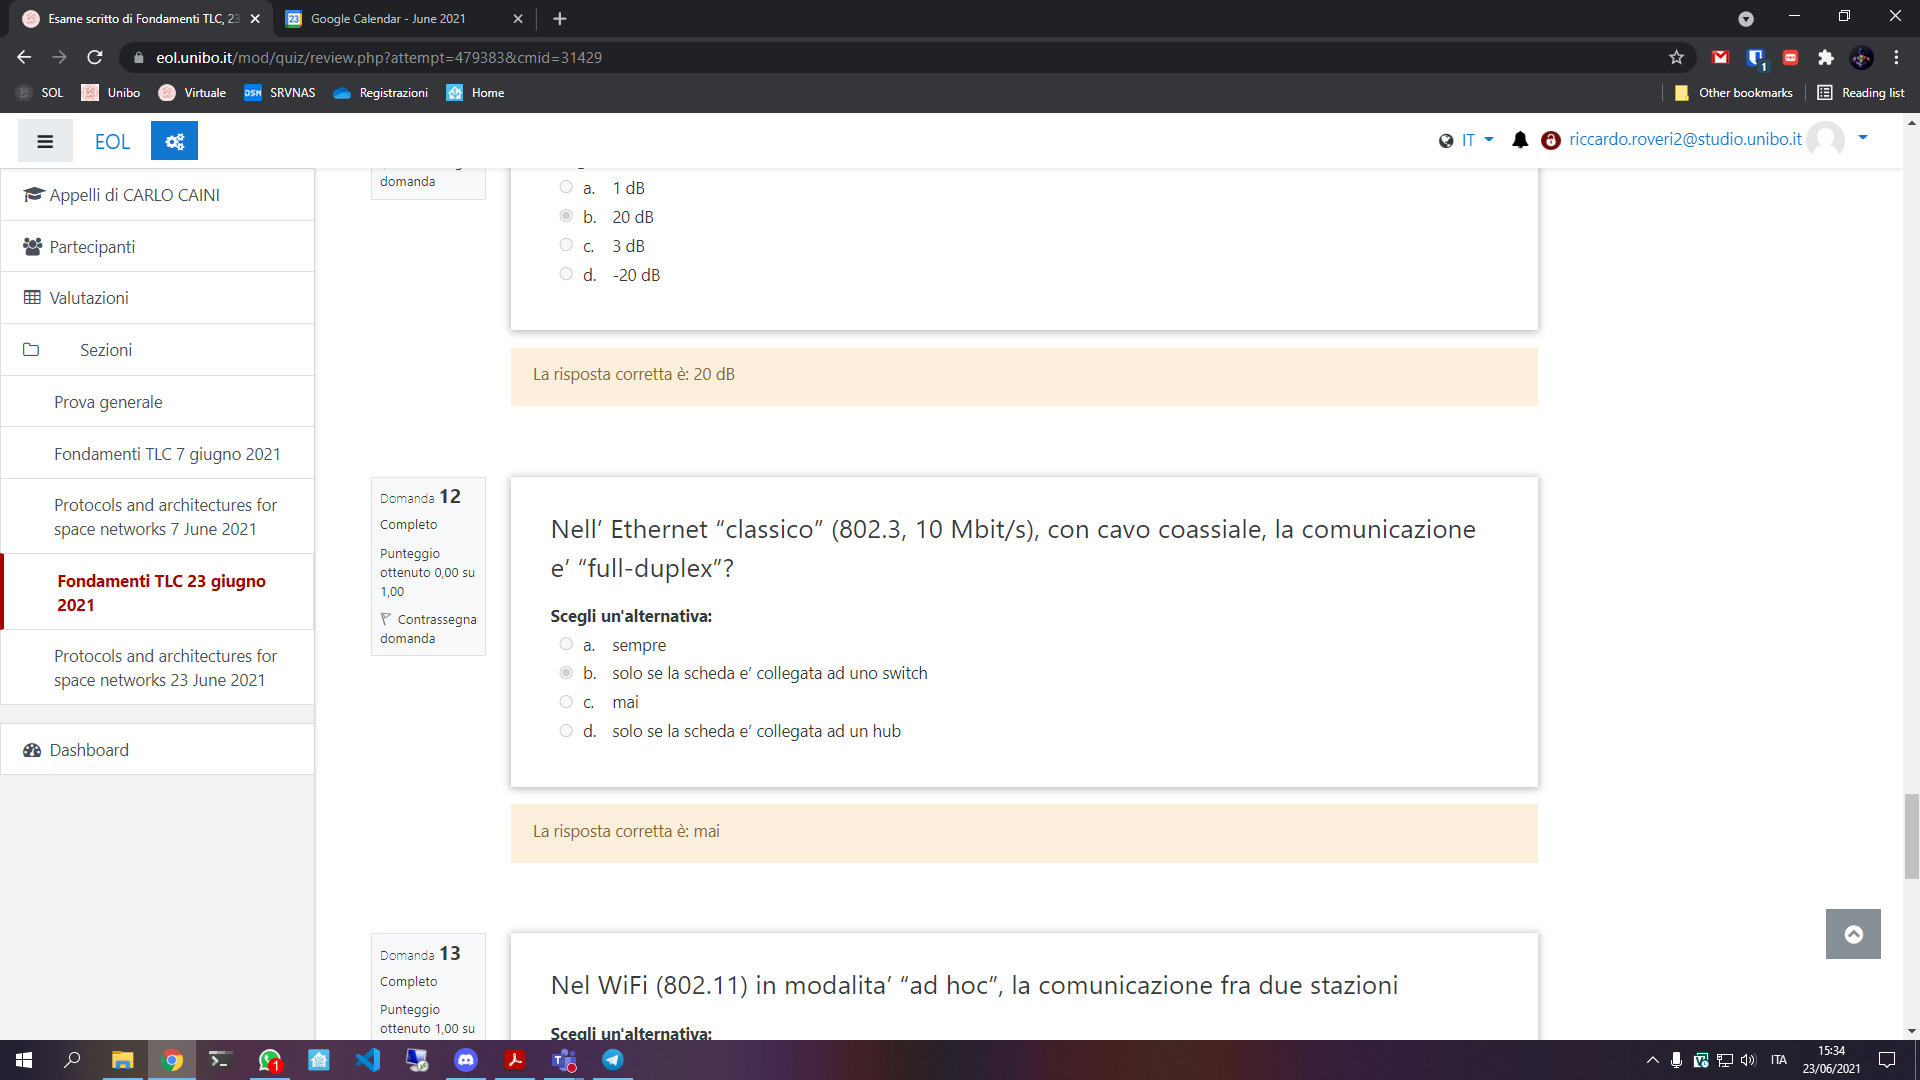 Esame scritto di Fondamenti TLC, 23
Google Calendar - June 2021
eol.unibo.it/mod/quiz/review.php?attempt=479383&cmid=31429
SOL
Unibo
Virtuale
DSM SRVNAS
Registrazioni
Home
Other bookmarks
Reading list
EOL
IT
riccardo.roveri2@studio.unibo.it
Appelli di CARLO CAINI
Partecipanti
Valutazioni
Sezioni
Prova generale
Fondamenti TLC 7 giugno 2021
Protocols and architectures for
space networks 7 June 2021
Fondamenti TLC 23 giugno
2021
Protocols and architectures for
space networks 23 June 2021
Dashboard
domanda
a. 1 dB
b. 20 dB
c. 3 dB
d. -20 dB
La risposta corretta è: 20 dB
Domanda 12
Completo
Punteggio
ottenuto 0,00 su
1,00
Contrassegna
domanda
Nell’ Ethernet “classico” (802.3, 10 Mbit/s), con cavo coassiale, la comunicazione
e’ “full-duplex”?
Scegli un'alternativa:
a. sempre
b. solo se la scheda e’ collegata ad uno switch
c. mai
d. solo se la scheda e’ collegata ad un hub
La risposta corretta è: mai
Domanda 13
Completo
Punteggio
ottenuto 1,00 su
Nel WiFi (802.11) in modalita’ “ad hoc”, la comunicazione fra due stazioni
Scegli un'alternativa:
ITA
15:34
23/06/2021